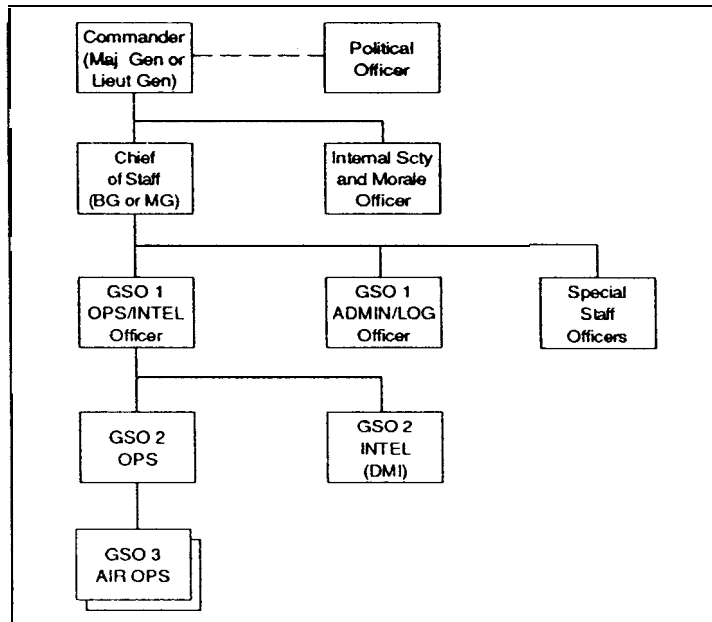 Commander
(Maj Gen or
Lieut Gen)
Political
Officer
Chief
of Staff
(BG or MG)
Internal Scty
and Morale
Officer
GSO 1
OPS/INTEL
Officer
GSO 1
ADMIN/LOG
Officer
Special
Staff
Officers
GSO 2
OPS
GSO 2
INTEL
(DMI)
GSO 3
AIR OPS